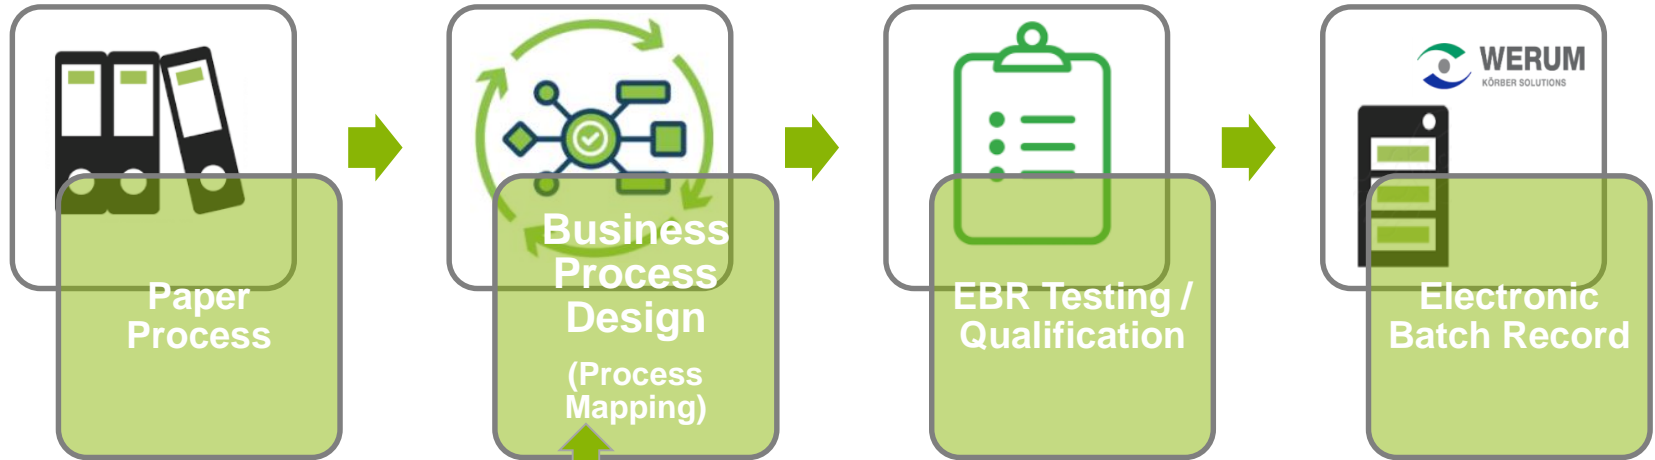 Paper
Process
Business
Process
Design
(Process
Mapping)
EBR Testing /
Qualification
WERUM
KÖRBER SOLUTIONS
Electronic
Batch Record